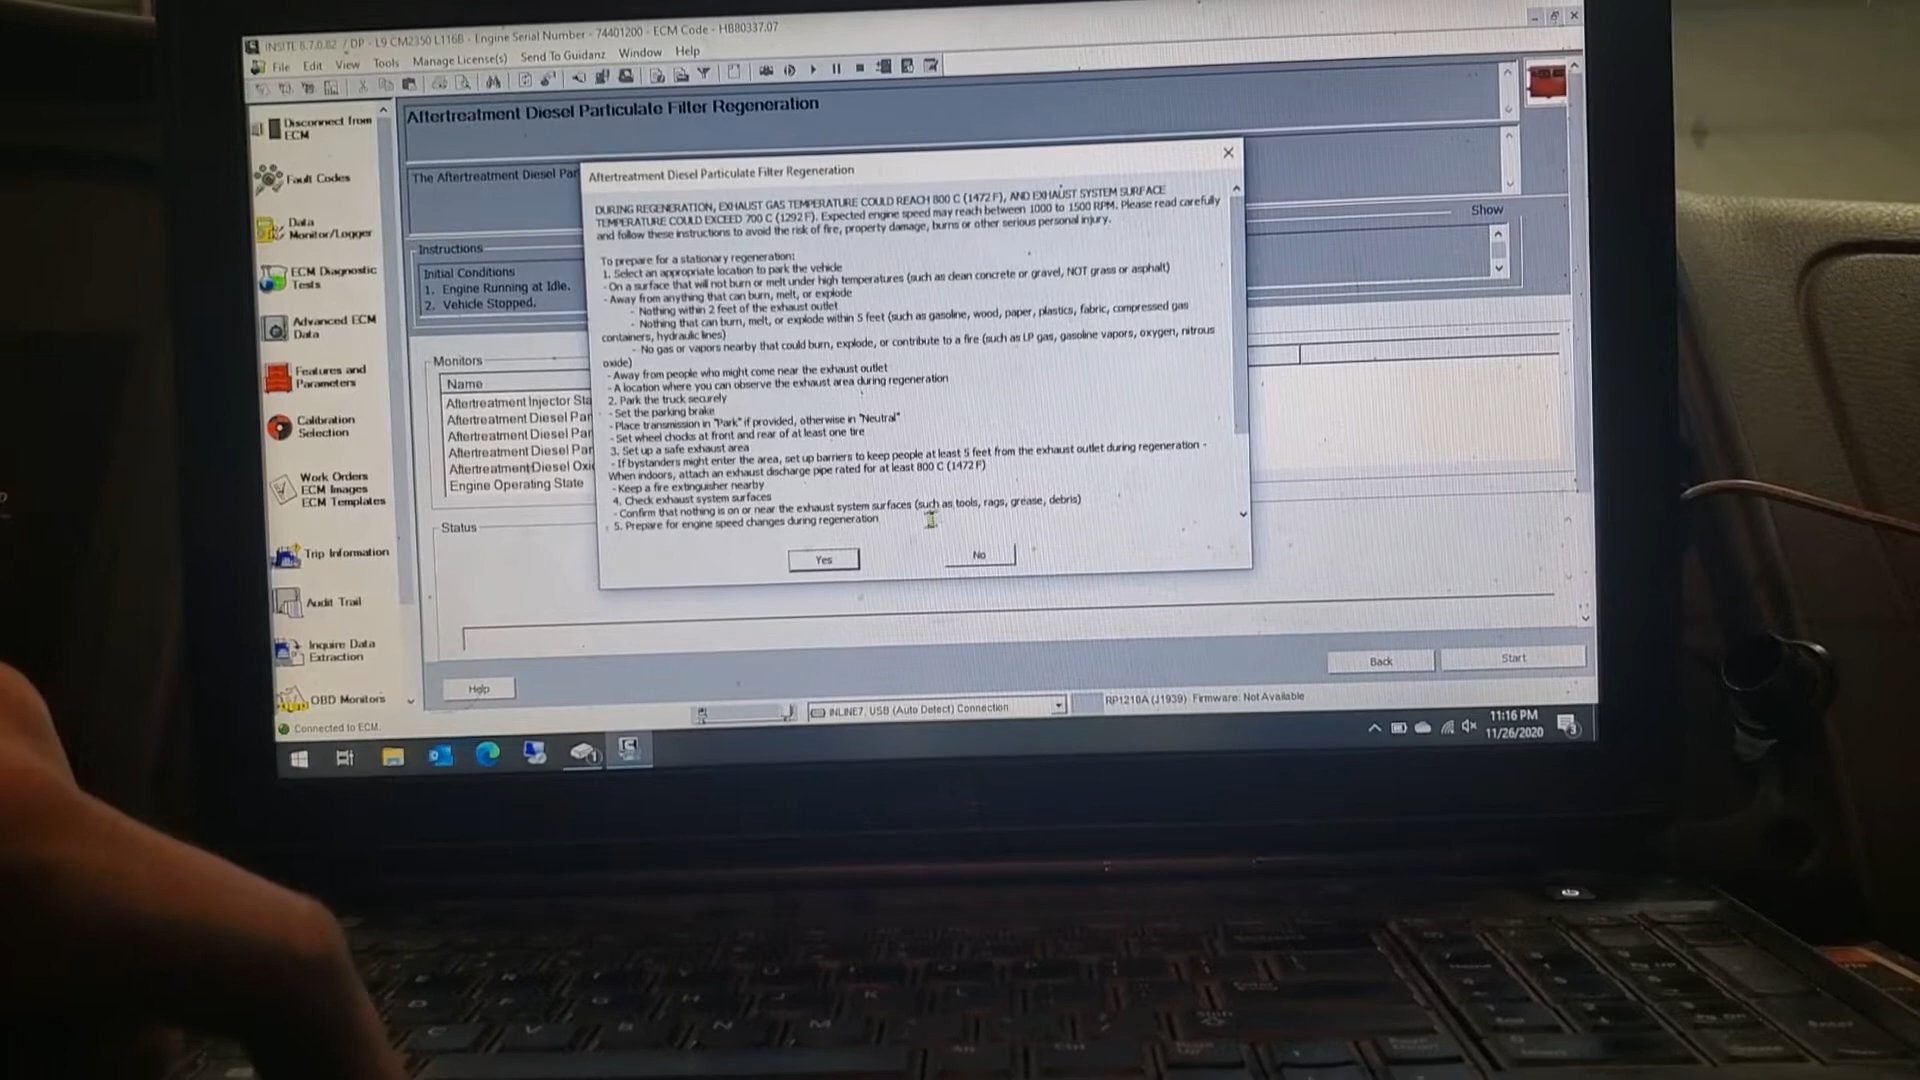 INSITE 8.7.0.82 / DP - L9 CM2350 L116B - Engine Serial Number - 74401200 - ECM Code - HB80337.07
File Edit View Tools Manage License(s) Send To Guidanz Window Help
Disconnect from
ECM
Fault Codes
Data
Monitor/Logger
ECM Diagnostic
Tests
Advanced ECM
Data
Features and
Parameters
Calibration
Selection
Work Orders
ECM Images
ECM Templates
Trip Information
Audit Trail
Inquire Data
Extraction
OBD Monitors
Connected to ECM.
Aftertreatment Diesel Particulate Filter Regeneration
The Aftertreatment Diesel Par
Show
Instructions
Initial Conditions
1. Engine Running at Idle.
2. Vehicle Stopped.
Monitors
Name
Aftertreatment Injector Sta
Aftertreatment Diesel Par
Aftertreatment Diesel Par
Aftertreatment Diesel Par
Aftertreatment Diesel Oxi
Engine Operating State
Status
Aftertreatment Diesel Particulate Filter Regeneration
DURING REGENERATION, EXHAUST GAS TEMPERATURE COULD REACH 800 C (1472 F), AND EXHAUST SYSTEM SURFACE
TEMPERATURE COULD EXCEED 700 C (1292 F). Expected engine speed may reach between 1000 to 1500 RPM. Please read carefully
and follow these instructions to avoid the risk of fire, property damage, burns or other serious personal injury.
To prepare for a stationary regeneration:
1. Select an appropriate location to park the vehicle
- On a surface that will not burn or melt under high temperatures (such as clean concrete or gravel, NOT grass or asphalt)
- Away from anything that can burn, melt, or explode
- Nothing within 2 feet of the exhaust outlet
- Nothing that can burn, melt, or explode within 5 feet (such as gasoline, wood, paper, plastics, fabric, compressed gas
containers, hydraulic lines)
- No gas or vapors nearby that could burn, explode, or contribute to a fire (such as LP gas, gasoline vapors, oxygen, nitrous
oxide)
- Away from people who might come near the exhaust outlet
- A location where you can observe the exhaust area during regeneration
2. Park the truck securely
- Set the parking brake
- Place transmission in "Park" if provided, otherwise in "Neutral"
- Set wheel chocks at front and rear of at least one tire
3. Set up a safe exhaust area
- If bystanders might enter the area, set up barriers to keep people at least 5 feet from the exhaust outlet during regeneration -
When indoors, attach an exhaust discharge pipe rated for at least 800 C (1472 F)
- Keep a fire extinguisher nearby
4. Check exhaust system surfaces
- Confirm that nothing is on or near the exhaust system surfaces (such as tools, rags, grease, debris)
5. Prepare for engine speed changes during regeneration
Yes No
Back Start
Help
INLINE7, USB (Auto Detect) Connection
RP1210A (J1939) Firmware: Not Available
11:16 PM
11/26/2020